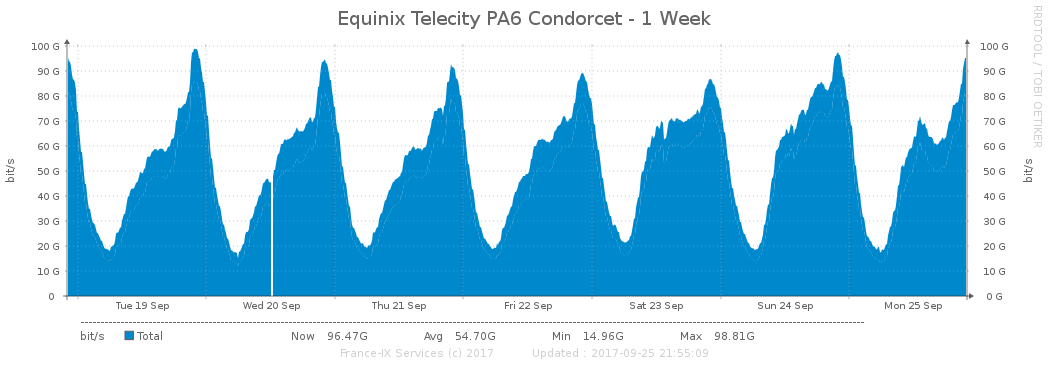 Equinix Telecity PA6 Condorcet - 1 Week
RRDTOOL / TOBI OETIKER
100 G 100 G
90 G 90 G
80 G 80 G
70 G 70 G
60 G 60 G
50 G 50 G
40 G 40 G
30 G 30 G
20 G 20 G
10 G 10 G
0 0 G
bit/s
bit/s
Tue 19 Sep Wed 20 Sep Thu 21 Sep Fri 22 Sep Sat 23 Sep Sun 24 Sep Mon 25 Sep
bit/s Total Now 96.47G Avg 54.70G Min 14.96G Max 98.81G
France-IX Services (c) 2017 Updated : 2017-09-25 21:55:09